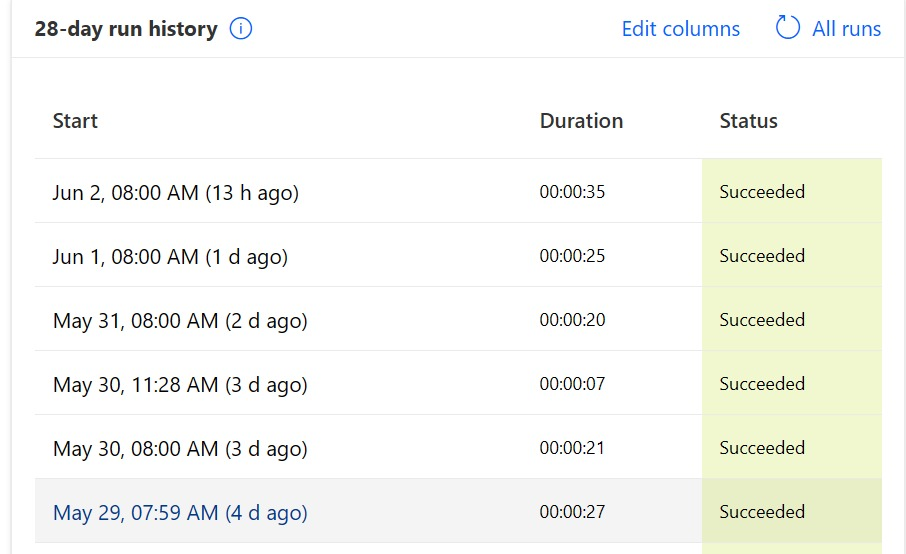 28-day run history Edit columns All runs
Start Duration Status
Jun 2, 08:00 AM (13 h ago) 00:00:35 Succeeded
Jun 1, 08:00 AM (1 d ago) 00:00:25 Succeeded
May 31, 08:00 AM (2 d ago) 00:00:20 Succeeded
May 30, 11:28 AM (3 d ago) 00:00:07 Succeeded
May 30, 08:00 AM (3 d ago) 00:00:21 Succeeded
May 29, 07:59 AM (4 d ago) 00:00:27 Succeeded